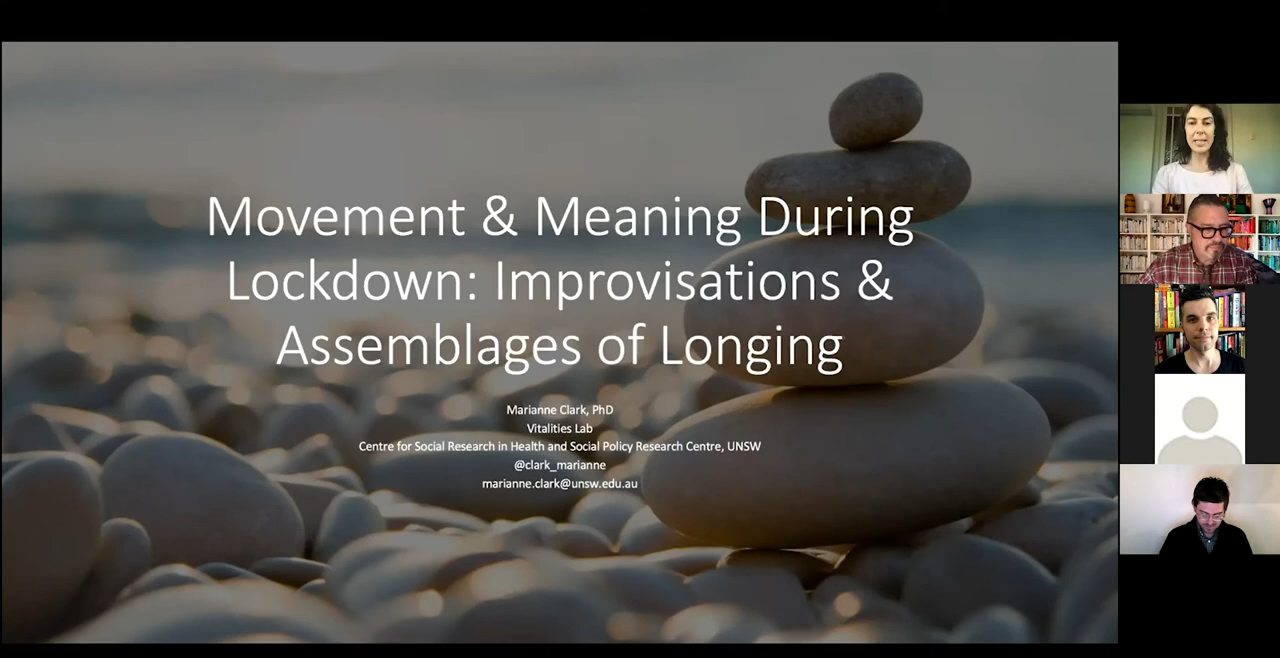 Movement & Meaning During
Lockdown: Improvisations &
Assemblages of Longing
Marianne Clark, PhD
Vitalities Lab
Centre for Social Research in Health and Social Policy Research Centre, UNSW
@clark_marianne
marianne.clark@unsw.edu.au